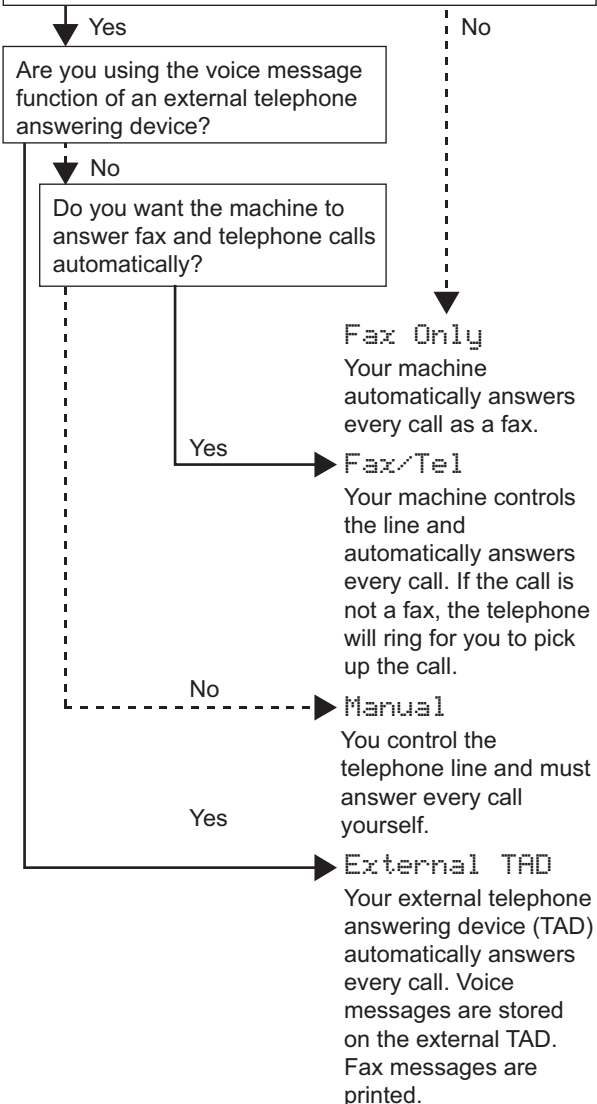 Yes
No
Are you using the voice message
function of an external telephone
answering device?
No
Do you want the machine to
answer fax and telephone calls
automatically?
Fax Only
Your machine
automatically answers
every call as a fax.
Yes
Fax/Tel
Your machine controls
the line and
automatically answers
every call. If the call is
not a fax, the telephone
will ring for you to pick
up the call.
No
Manual
You control the
telephone line and must
answer every call
yourself.
Yes
External TAD
Your external telephone
answering device (TAD)
automatically answers
every call. Voice
messages are stored
on the external TAD.
Fax messages are
printed.